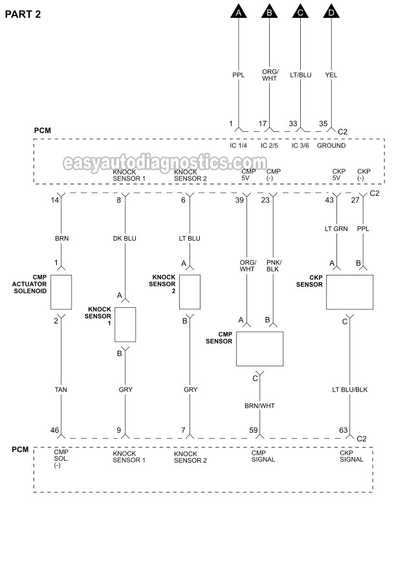 PART 2
A B C D
PPL
ORG/
WHT
LT/BLU
YEL
1 17 33 35 C2
PCM
IC 1/4 IC 2/5 IC 3/6 GROUND
easyautodiagnostics.com
KNOCK
SENSOR 1
KNOCK
SENSOR 2
CMP
5V
CMP
(-)
CKP
5V
CKP
(-)
14 8 6 39 23 43 27 C2
BRN
DK BLU
LT BLU
ORG/
WHT
PNK/
BLK
LT GRN
PPL
1 A A A B A B
CMP
ACTUATOR
SOLENOID
KNOCK
SENSOR
1
KNOCK
SENSOR
2
CMP
SENSOR
CKP
SENSOR
2 B B C C
TAN
GRY
GRY
BRN/WHT
LT BLU/BLK
46 9 7 59 63 C2
PCM
CMP
SOL.
(-)
KNOCK
SENSOR 1
KNOCK
SENSOR 2
CMP
SIGNAL
CKP
SIGNAL